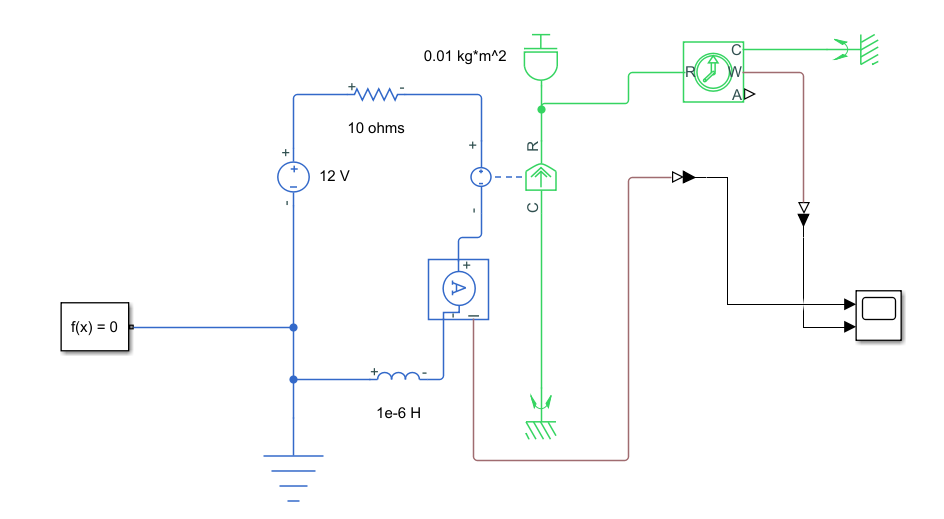 0.01 kg*m^2
C
R
W
A
+
-
10 ohms
+
+
R
+
12 V
-
-
-
C
-
+
A
f(x) = 0
-
I
+
-
1e-6 H